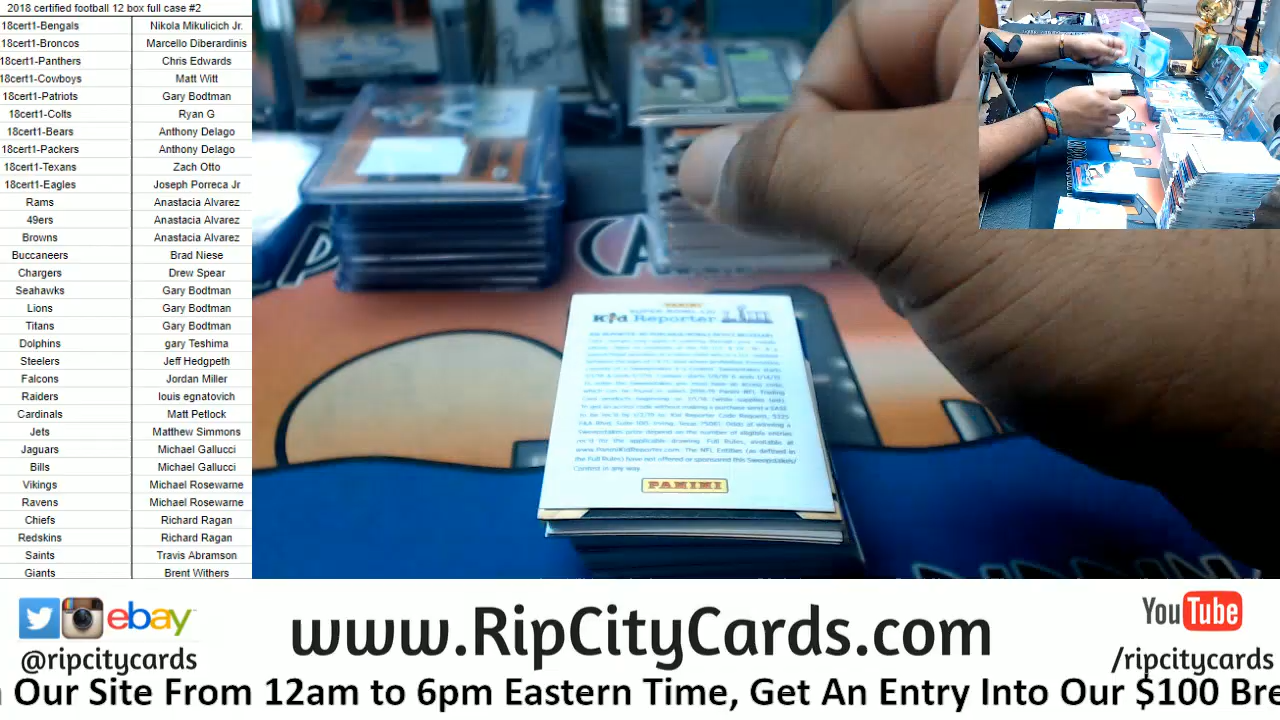 2018 certified football 12 box full case #2
18cert1-Bengals Nikola Mikulicich Jr.
18cert1-Broncos Marcello Diberardinis
18cert1-Panthers Chris Edwards
18cert1-Cowboys Matt Witt
18cert1-Patriots Gary Bodtman
18cert1-Colts Ryan G
18cert1-Bears Anthony Delago
18cert1-Packers Anthony Delago
18cert1-Texans Zach Otto
18cert1-Eagles Joseph Porreca Jr
Rams Anastacia Alvarez
49ers Anastacia Alvarez
Browns Anastacia Alvarez
Buccaneers Brad Niese
Chargers Drew Spear
Seahawks Gary Bodtman
Lions Gary Bodtman
Titans Gary Bodtman
Dolphins gary Teshima
Steelers Jeff Hedgpeth
Falcons Jordan Miller
Jets louis egnatovich
Cardinals Matt Petlock
Raiders Matthew Simmons
Jaguars Michael Gallucci
Bills Michael Gallucci
Vikings Michael Rosewarne
Ravens Michael Rosewarne
Chiefs Richard Ragan
Redskins Richard Ragan
Saints Travis Abramson
Giants Brent Withers
PANINI
Kid Reporter
PANINI
ebay
@ripcitycards
www.RipCityCards.com
YouTube
/ripcitycards
Our Site From 12am to 6pm Eastern Time, Get An Entry Into Our $100